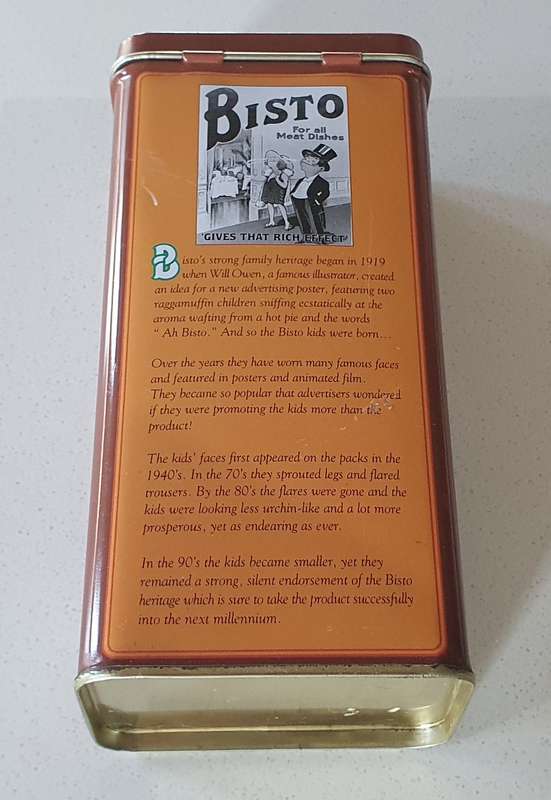 BISTO
For all
Meat Dishes
'GIVES THAT RICH EFFECT'
Bisto's strong family heritage began in 1919
when Will Owen, a famous illustrator, created
an idea for a new advertising poster, featuring two
raggamuffin children sniffing ecstatically at the
aroma wafting from a hot pie and the words
"Ah Bisto." And so the Bisto kids were born...
Over the years they have worn many famous faces
and featured in posters and animated film.
They became so popular that advertisers wondered
if they were promoting the kids more than the
product!
The kids' faces first appeared on the packs in the
1940's. In the 70's they sprouted legs and flared
trousers. By the 80's the flares were gone and the
kids were looking less urchin-like and a lot more
prosperous, yet as endearing as ever.
In the 90's the kids became smaller, yet they
remained a strong, silent endorsement of the Bisto
heritage which is sure to take the product successfully
into the next millennium.